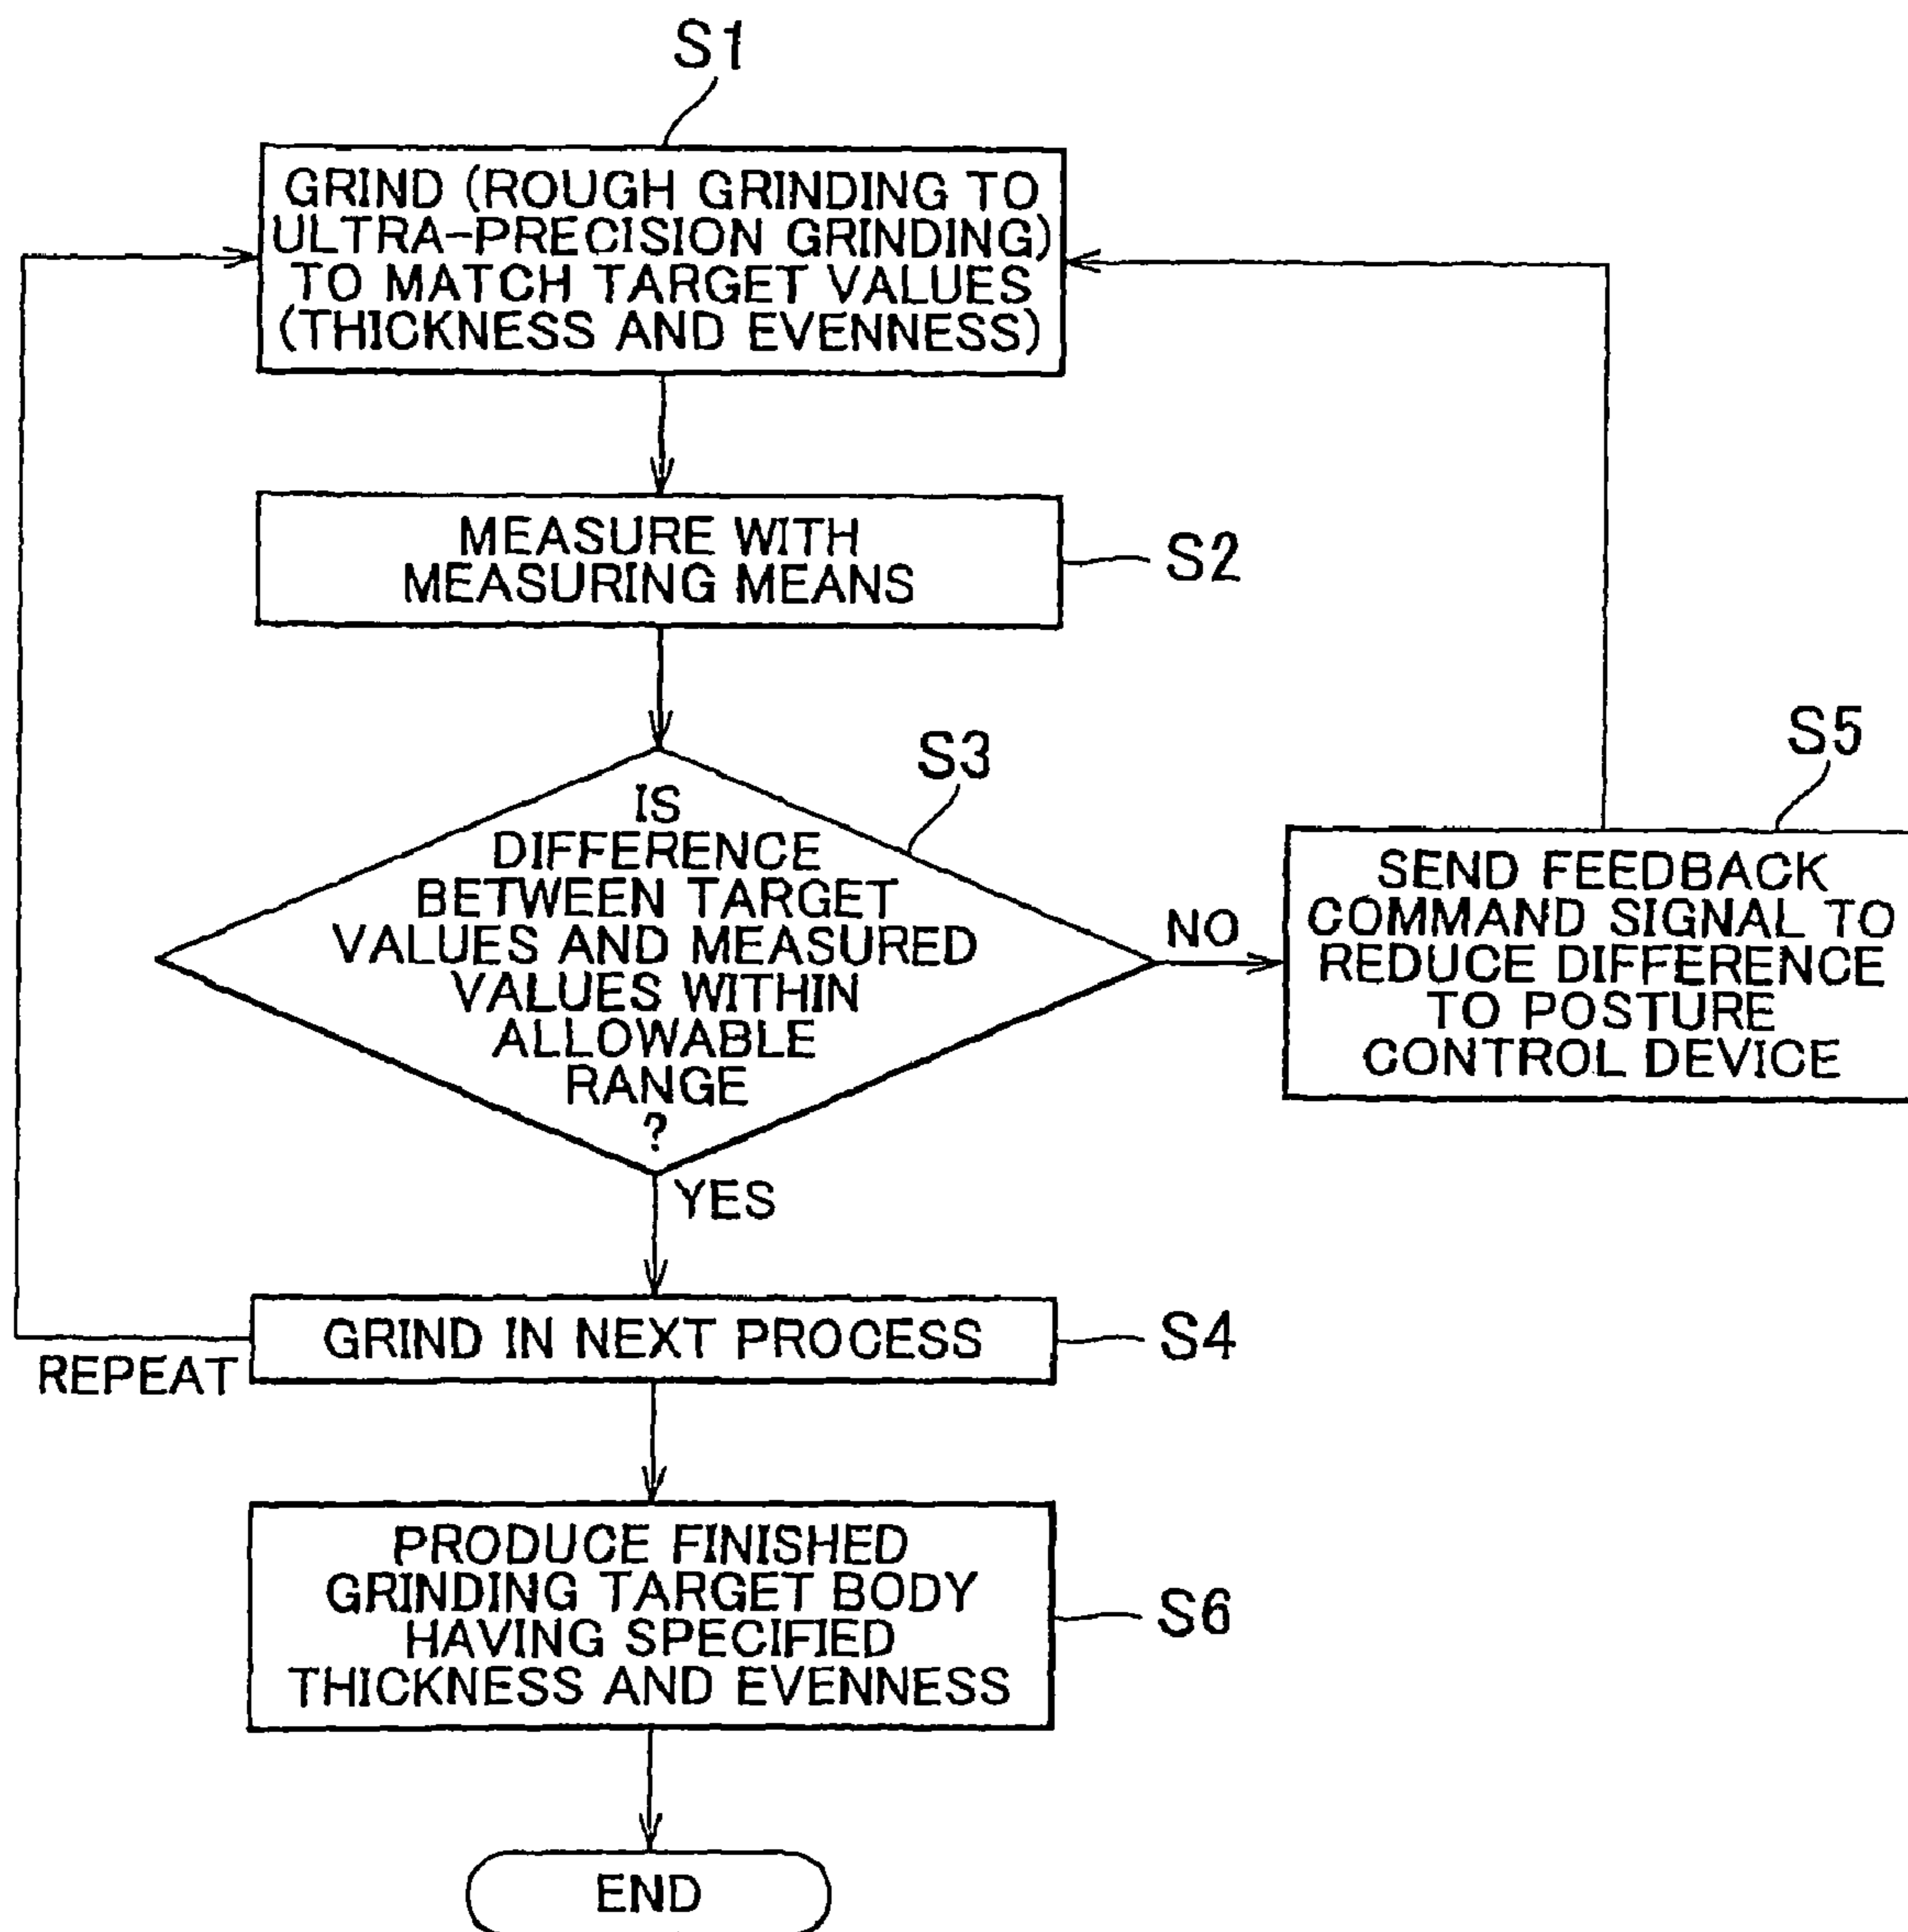 S1
GRIND (ROUGH GRINDING TO
ULTRA-PRECISION GRINDING)
TO MATCH TARGET VALUES
(THICKNESS AND EVENNESS)
MEASURE WITH
MEASURING MEANS
S2
S3
IS
DIFFERENCE
BETWEEN TARGET
VALUES AND MEASURED
VALUES WITHIN
ALLOWABLE
RANGE
?
NO
S5
SEND FEEDBACK
COMMAND SIGNAL TO
REDUCE DIFFERENCE
TO POSTURE
CONTROL DEVICE
YES
GRIND IN NEXT PROCESS
S4
REPEAT
PRODUCE FINISHED
GRINDING TARGET BODY
HAVING SPECIFIED
THICKNESS AND EVENNESS
S6
END